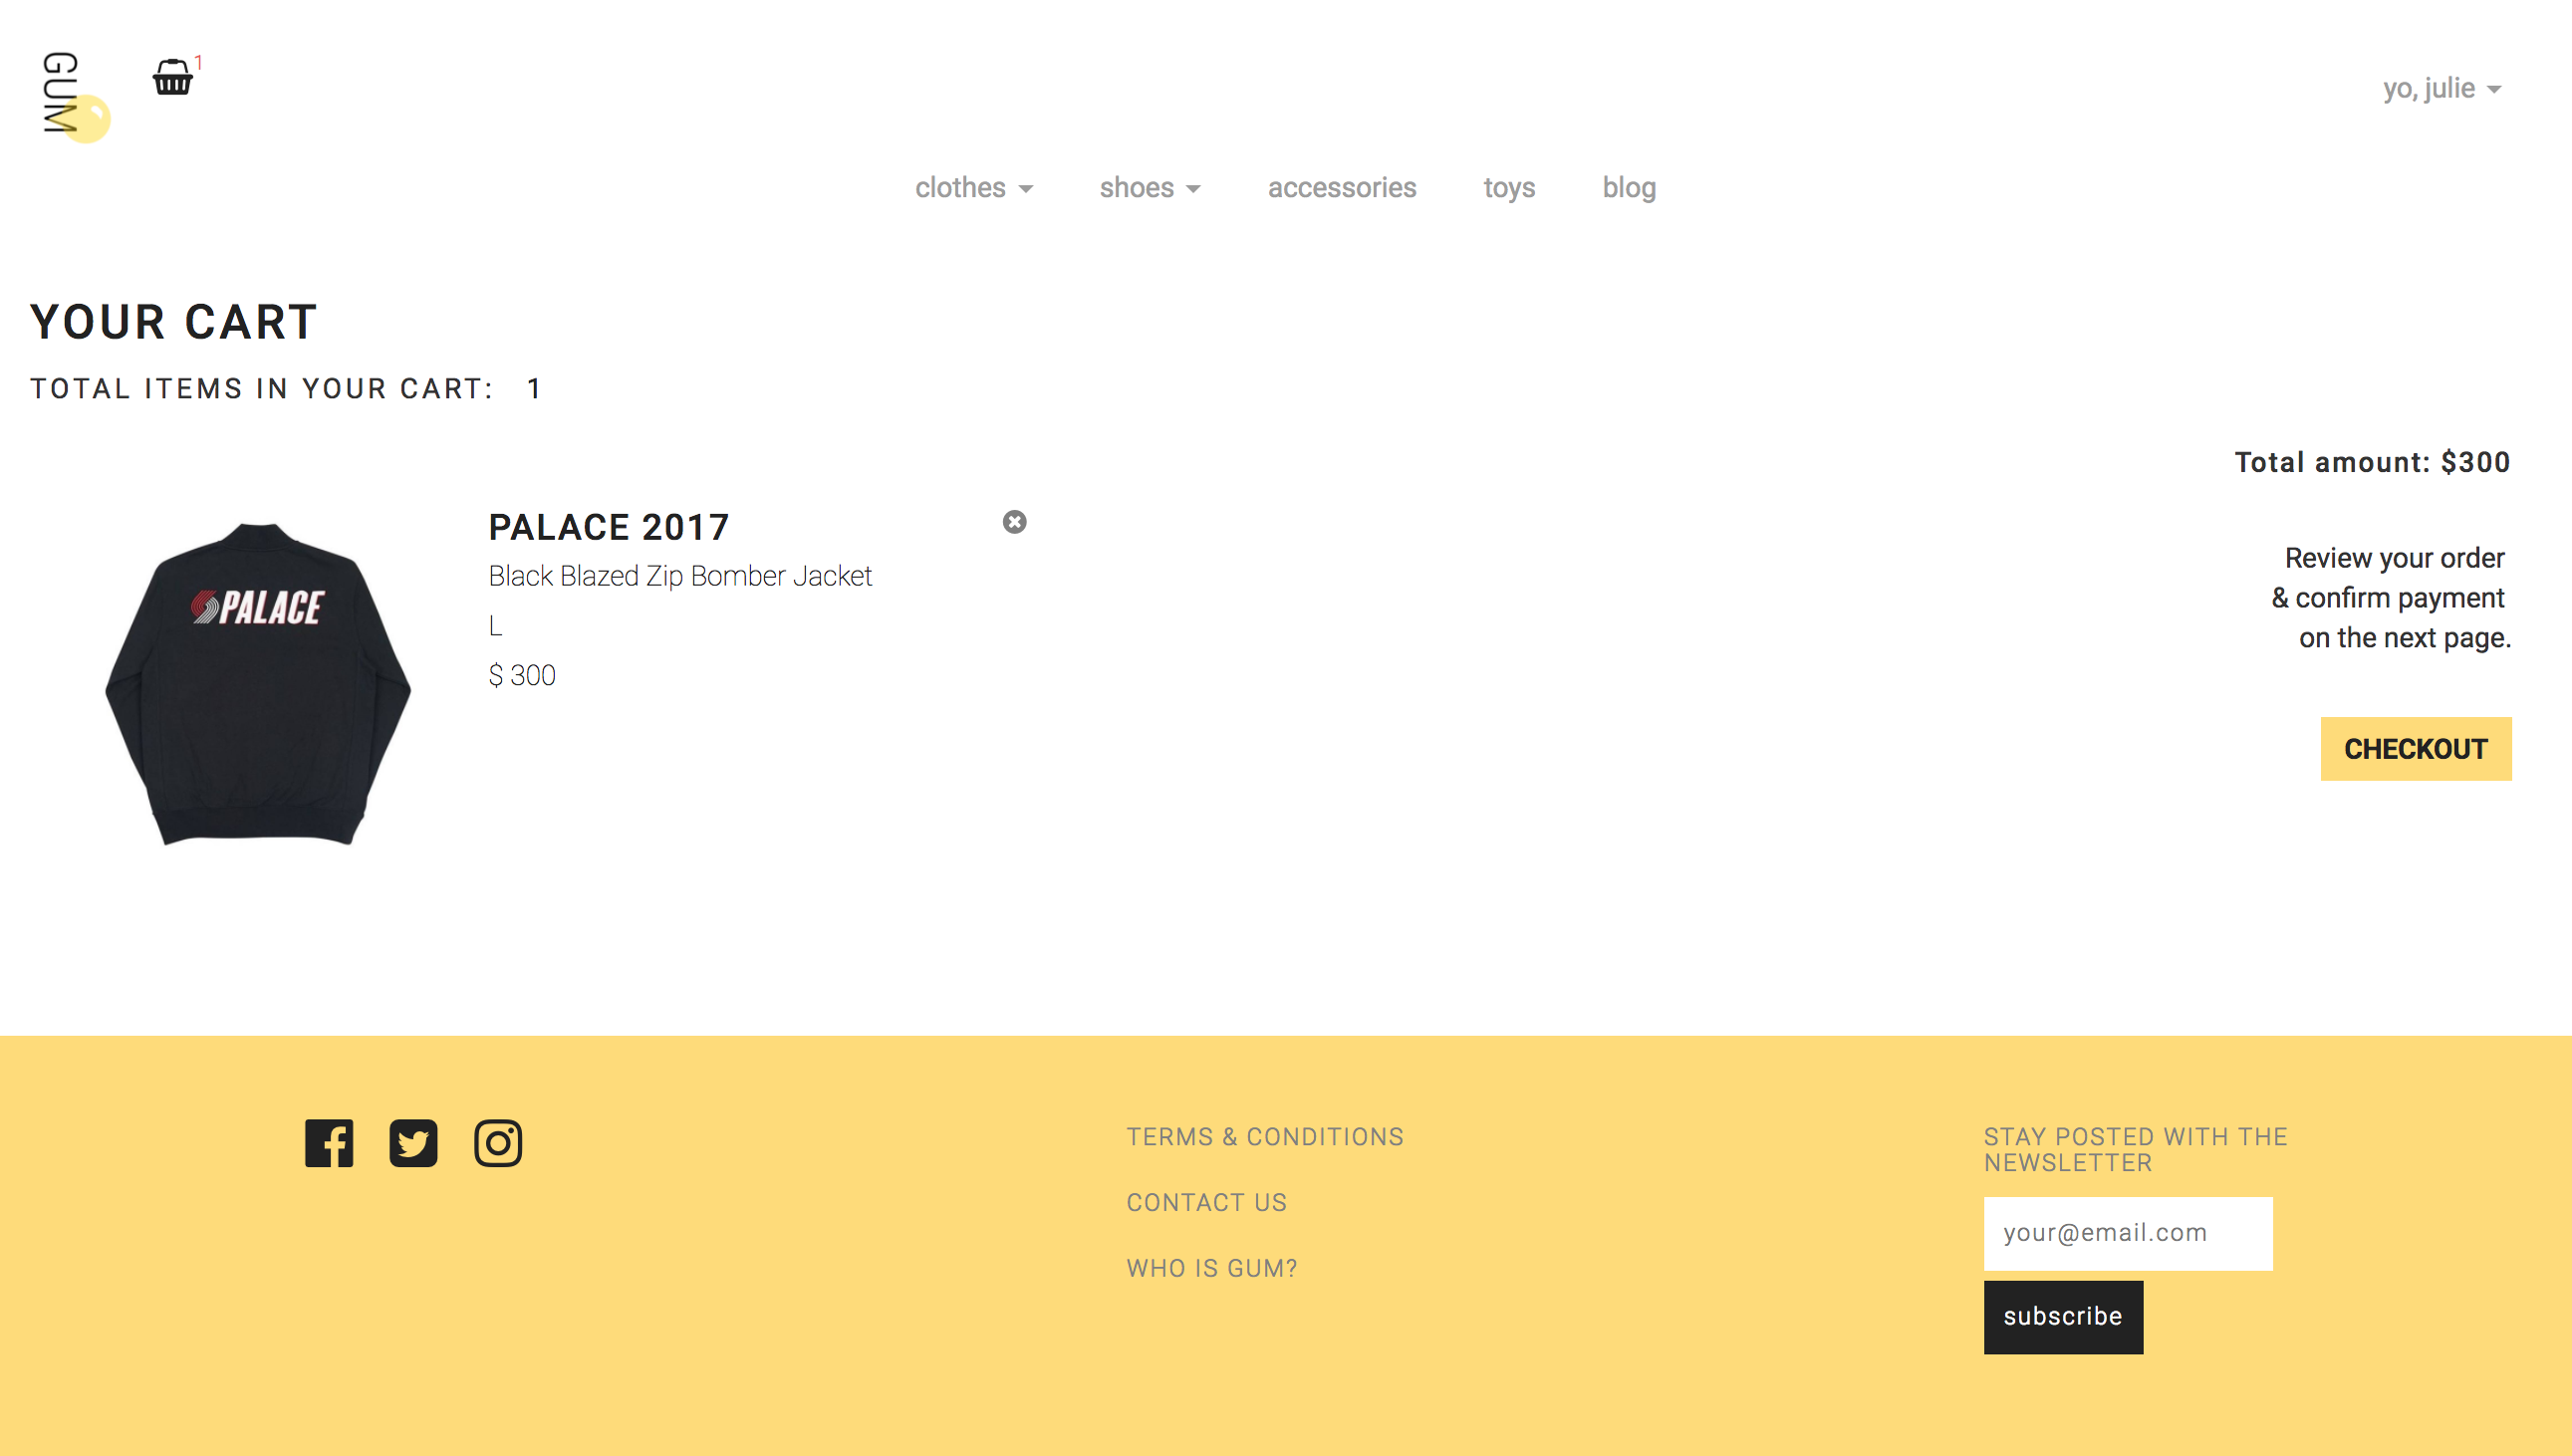 GUM
1
yo, julie
clothes
shoes
accessories
toys
blog
YOUR CART
TOTAL ITEMS IN YOUR CART: 1
Total amount: $300
PALACE 2017
Black Blazed Zip Bomber Jacket
L
$ 300
PALACE
Review your order
& confirm payment
on the next page.
CHECKOUT
TERMS & CONDITIONS
CONTACT US
WHO IS GUM?
STAY POSTED WITH THE
NEWSLETTER
your@email.com
subscribe